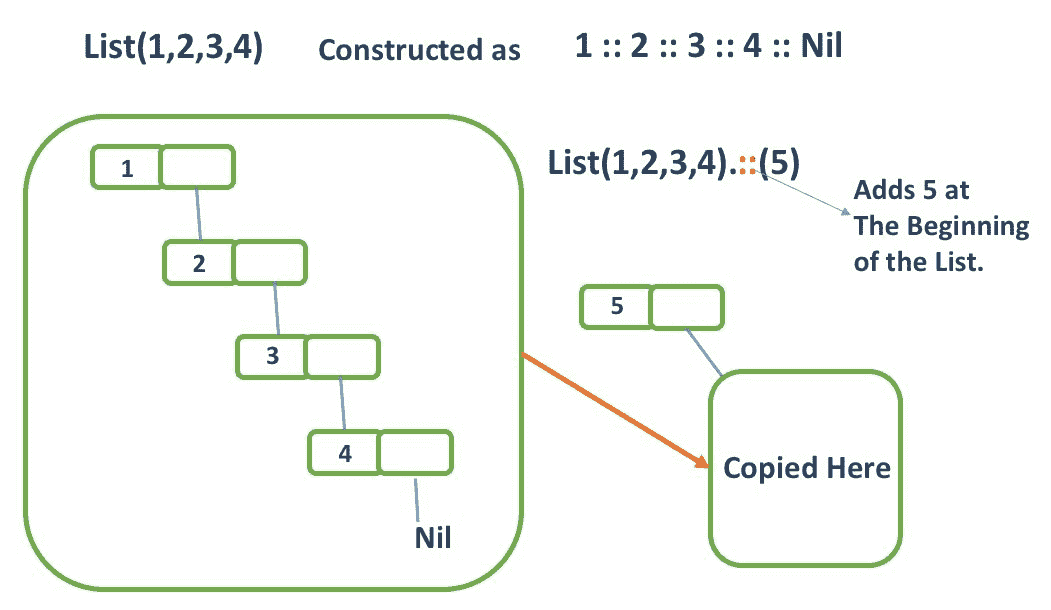 List(1,2,3,4) Constructed as 1 :: 2 :: 3 :: 4 :: Nil
1
2
3
4
Nil
List(1,2,3,4).::(5)
Adds 5 at
The Beginning
of the List.
5
Copied Here